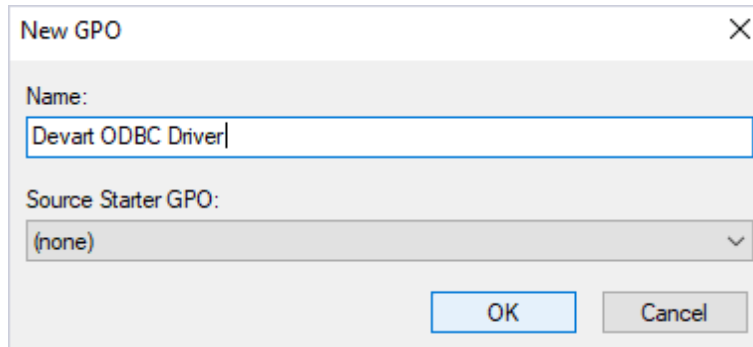 New GPO
Name:
Devart ODBC Driver
Source Starter GPO:
(none)
OK Cancel